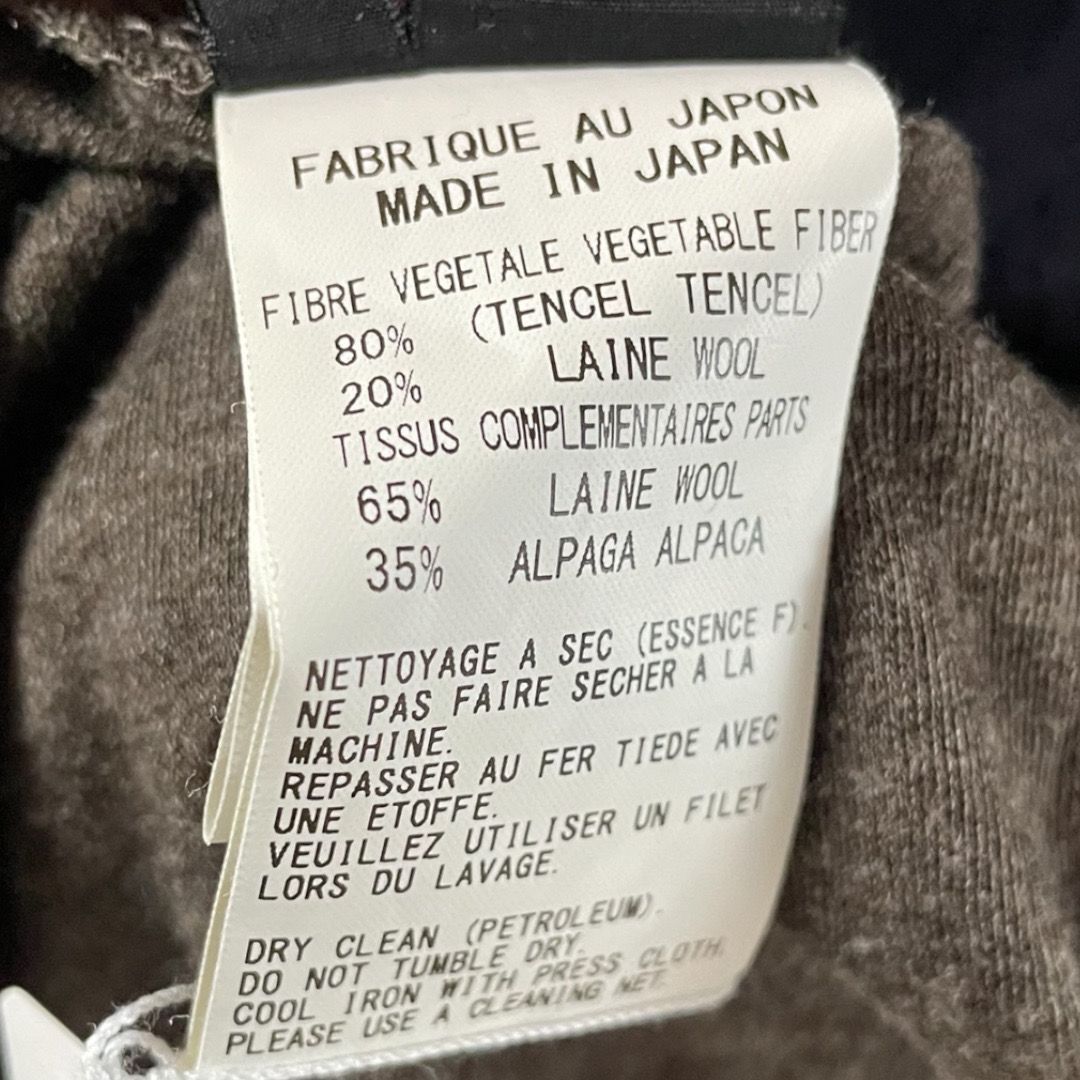 FABRIQUE AU JAPON
MADE IN JAPAN
FIBRE VEGETALE VEGETABLE FIBER
80% (TENCEL TENCEL)
20% LAINE WOOL
TISSUS COMPLEMENTAIRES PARTS
65% LAINE WOOL
35% ALPAGA ALPACA
NETTOYAGE A SEC (ESSENCE F).
NE PAS FAIRE SECHER A LA
MACHINE.
REPASSER AU FER TIEDE AVEC
UNE ETOFFE.
VEUILLEZ UTILISER UN FILET
LORS DU LAVAGE.
DRY CLEAN (PETROLEUM).
DO NOT TUMBLE DRY.
COOL IRON WITH PRESS CLOTH.
PLEASE USE A CLEANING NET.